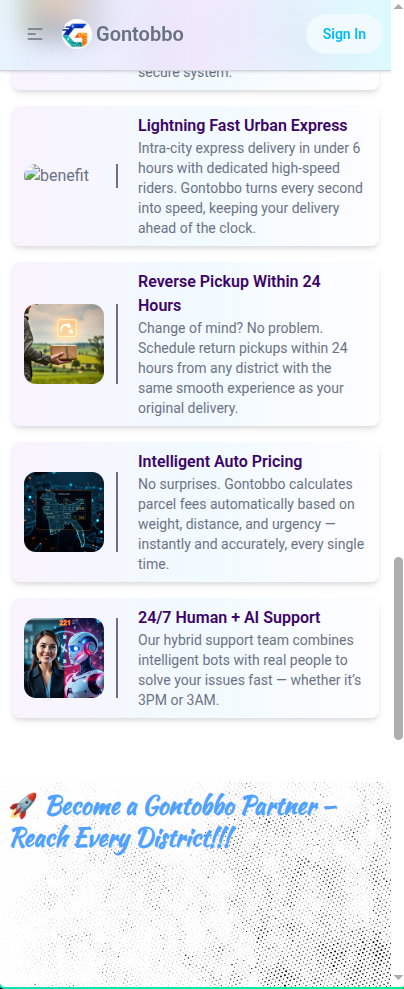 Gontobbo
Sign In
secure system.
Lightning Fast Urban Express
benefit
Intra-city express delivery in under 6
hours with dedicated high-speed
riders. Gontobbo turns every second
into speed, keeping your delivery
ahead of the clock.
Reverse Pickup Within 24
Hours
Change of mind? No problem.
Schedule return pickups within 24
hours from any district with the
same smooth experience as your
original delivery.
Intelligent Auto Pricing
No surprises. Gontobbo calculates
parcel fees automatically based on
weight, distance, and urgency —
instantly and accurately, every single
time.
221
24/7 Human + AI Support
Our hybrid support team combines
intelligent bots with real people to
solve your issues fast — whether it’s
3PM or 3AM.
🚀 Become a Gontobbo Partner –
Reach Every District!!!